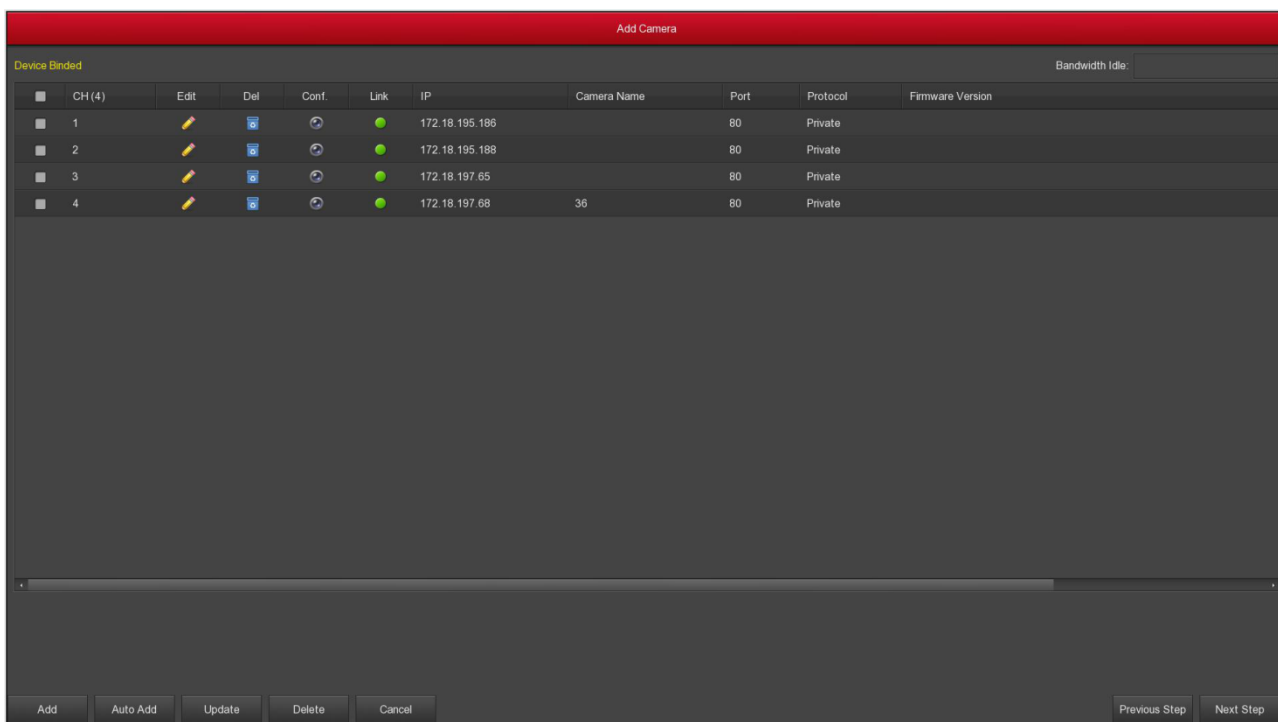 Add Camera
Device Binded Bandwidth Idle:
CH (4) Edit Del Conf. Link IP Camera Name Port Protocol Firmware Version
1 172.18.195.186 80 Private
2 172.18.195.188 80 Private
3 172.18.197.65 80 Private
4 172.18.197.68 36 80 Private
Add Auto Add Update Delete Cancel Previous Step Next Step